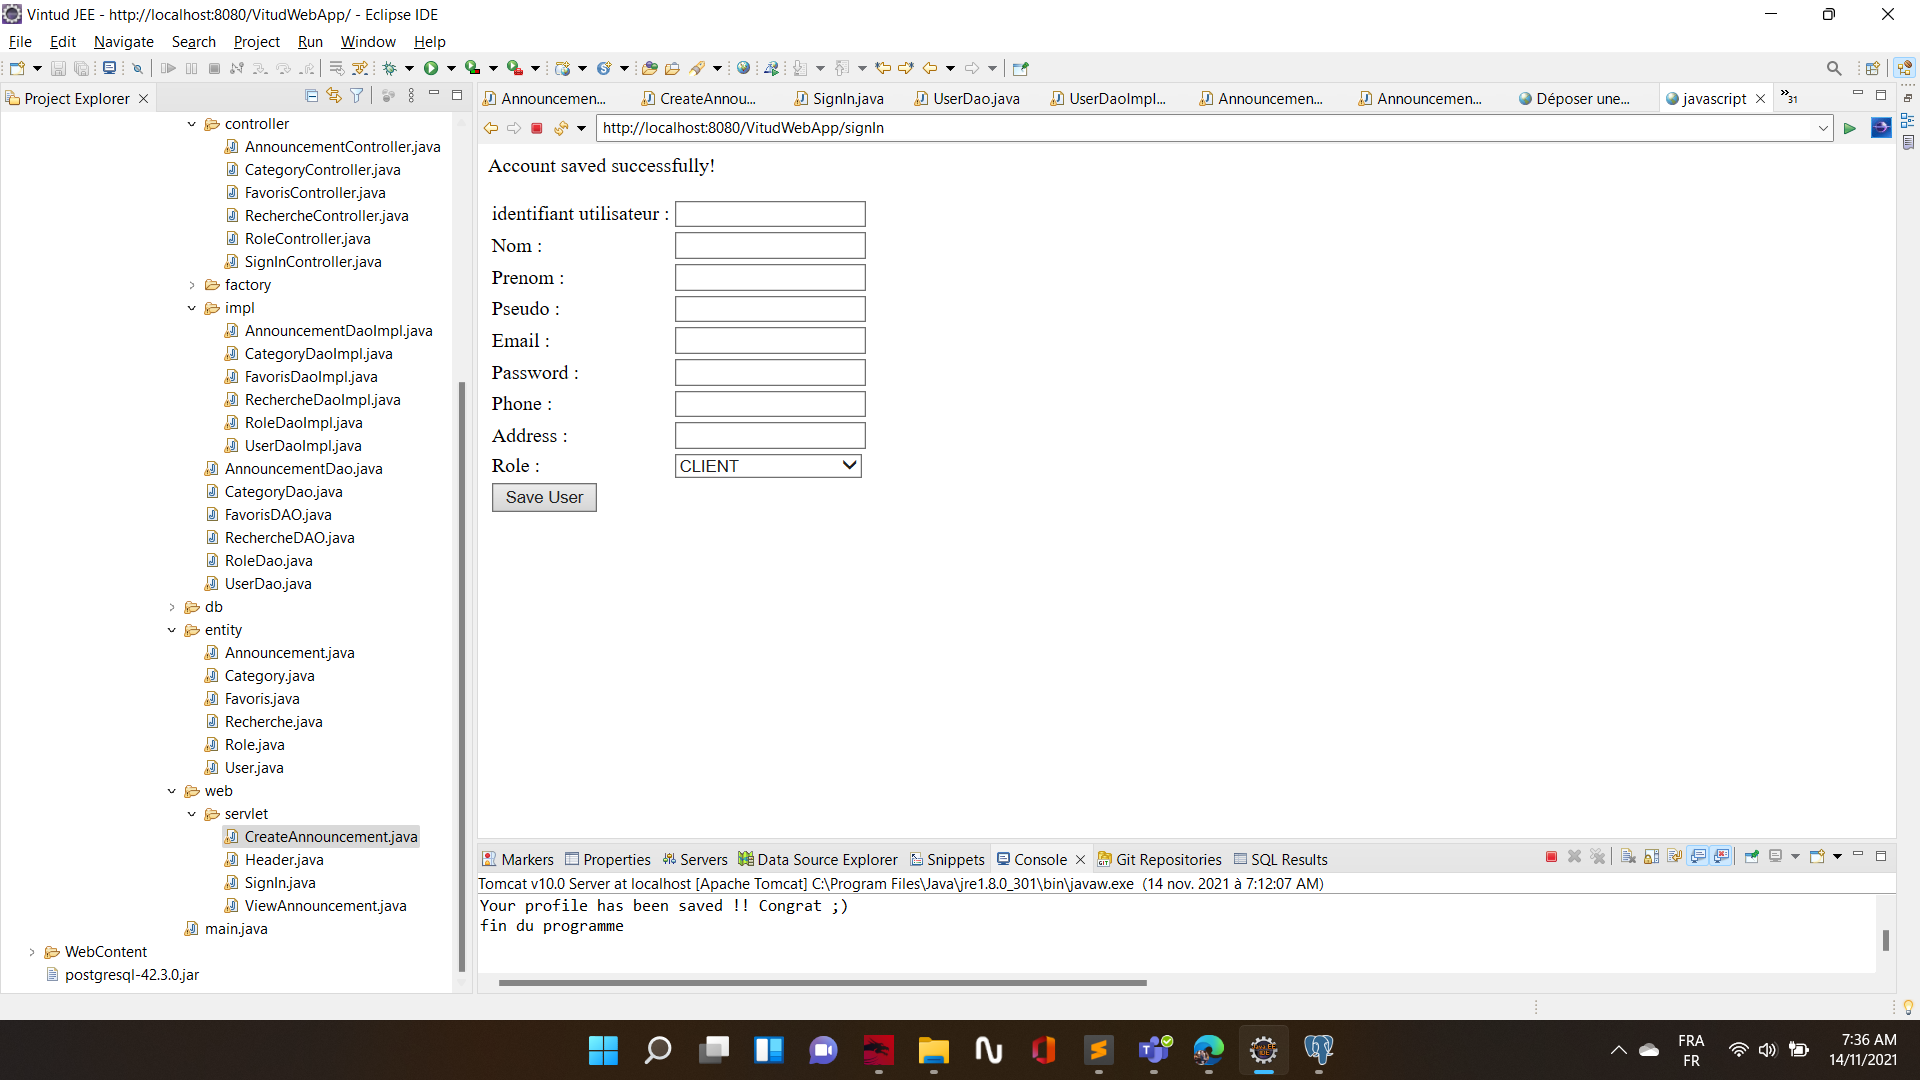 Vintud JEE - http://localhost:8080/VitudWebApp/ - Eclipse IDE
File Edit Navigate Search Project Run Window Help
Project Explorer
controller
AnnouncementController.java
CategoryController.java
FavorisController.java
RechercheController.java
RoleController.java
SignInController.java
factory
impl
AnnouncementDaoImpl.java
CategoryDaoImpl.java
FavorisDaoImpl.java
RechercheDaoImpl.java
RoleDaoImpl.java
UserDaoImpl.java
AnnouncementDao.java
CategoryDao.java
FavorisDAO.java
RechercheDAO.java
RoleDao.java
UserDao.java
db
entity
Announcement.java
Category.java
Favoris.java
Recherche.java
Role.java
User.java
web
servlet
CreateAnnouncement.java
Header.java
SignIn.java
ViewAnnouncement.java
main.java
WebContent
postgresql-42.3.0.jar
Announcemen... CreateAnnou... SignIn.java UserDao.java UserDaoImpl... Announcemen... Announcemen... Déposer une... javascript »31
http://localhost:8080/VitudWebApp/signIn
Account saved successfully!
identifiant utilisateur :
Nom :
Prenom :
Pseudo :
Email :
Password :
Phone :
Address :
Role : CLIENT
Save User
Markers Properties Servers Data Source Explorer Snippets Console Git Repositories SQL Results
Tomcat v10.0 Server at localhost [Apache Tomcat] C:\Program Files\Java\jre1.8.0_301\bin\javaw.exe (14 nov. 2021 à 7:12:07 AM)
Your profile has been saved !! Congrat ;)
fin du programme
FRA
FR
7:36 AM
14/11/2021